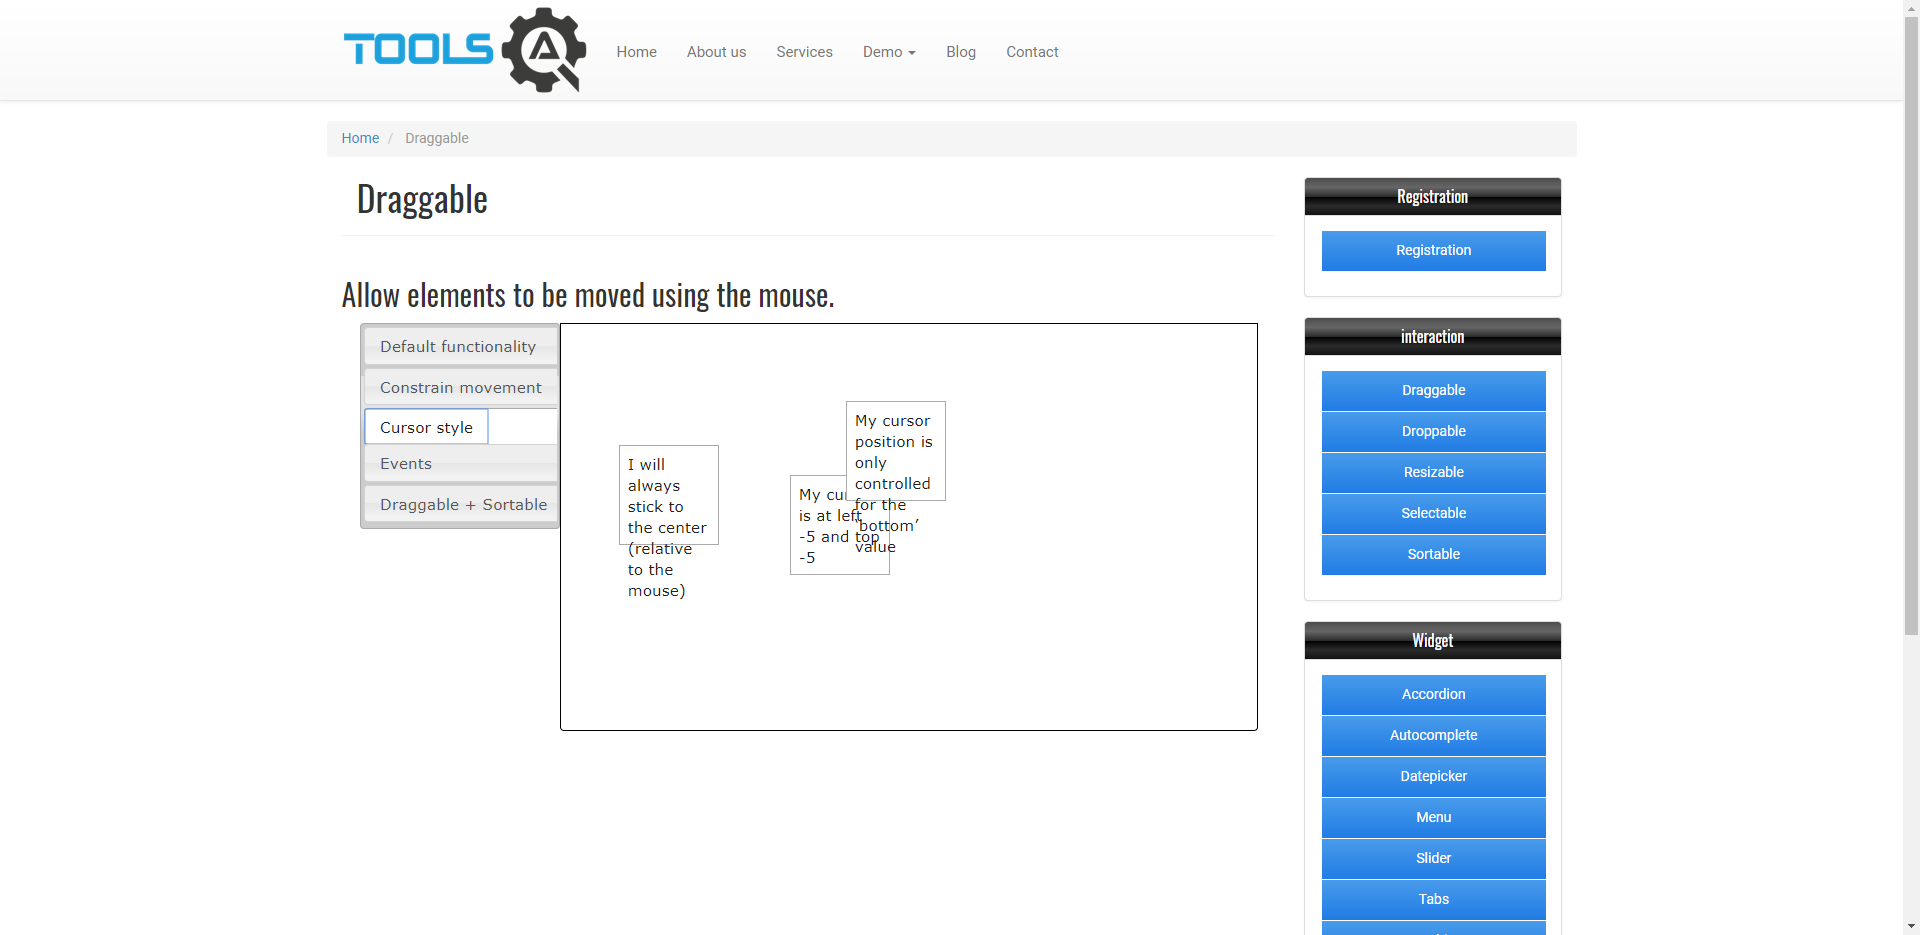 TOOLS QA
Home About us Services Demo Blog Contact
Home / Draggable
Draggable
Allow elements to be moved using the mouse.
Default functionality
Constrain movement
Cursor style
Events
Draggable + Sortable
I will
always
stick to
the center
(relative
to the
mouse)
My cu
is at left
-5 and top
-5
My cursor
position is
only
controlled
for the
‘bottom’
value
Registration
Registration
interaction
Draggable
Droppable
Resizable
Selectable
Sortable
Widget
Accordion
Autocomplete
Datepicker
Menu
Slider
Tabs